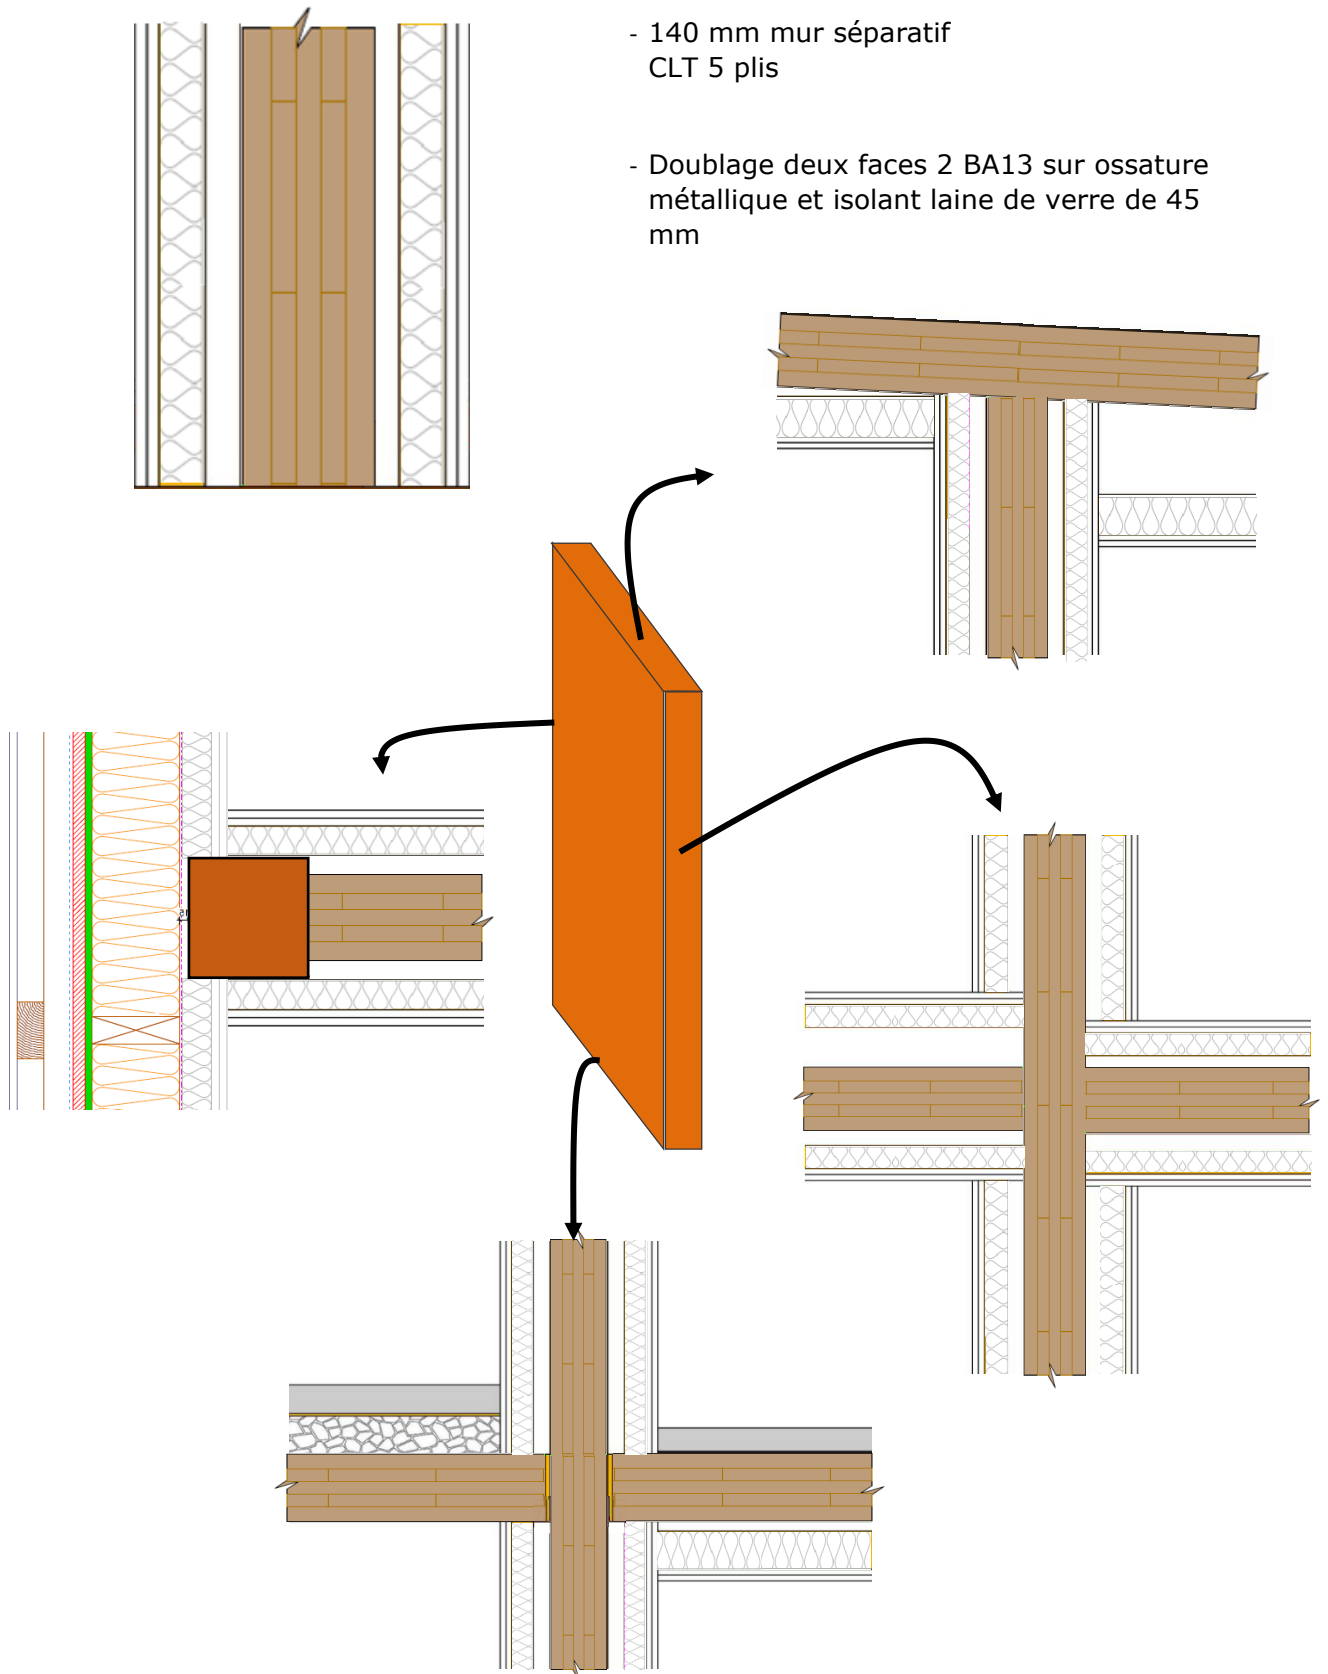 - 140 mm mur séparatif
CLT 5 plis
- Doublage deux faces 2 BA13 sur ossature
métallique et isolant laine de verre de 45
mm